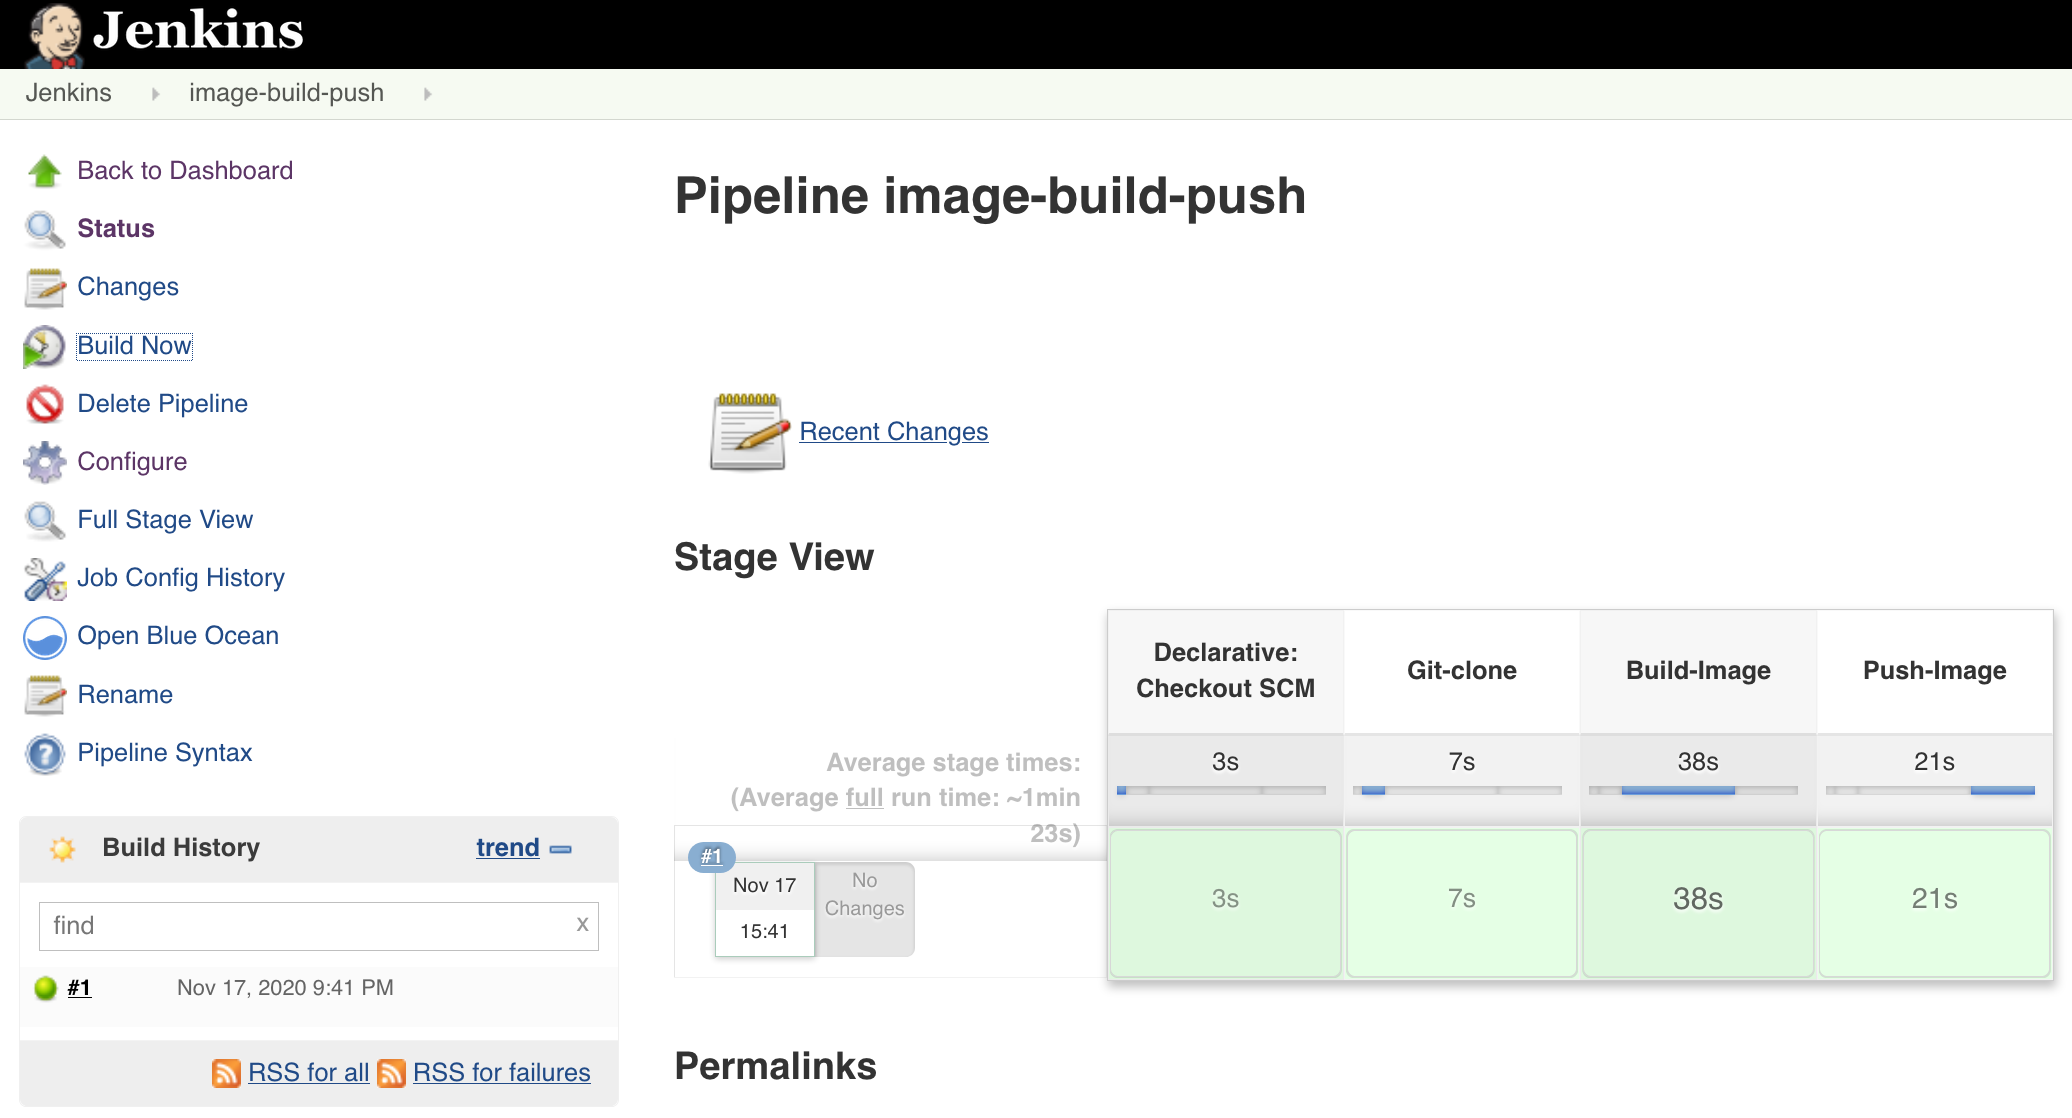 Jenkins
Jenkins
image-build-push
Back to Dashboard
Status
Changes
Build Now
Delete Pipeline
Configure
Full Stage View
Job Config History
Open Blue Ocean
Rename
Pipeline Syntax
Build History
trend
find
x
#1
Nov 17, 2020 9:41 PM
RSS for all
RSS for failures
Pipeline image-build-push
Recent Changes
Stage View
Declarative:
Checkout SCM
Git-clone
Build-Image
Push-Image
Average stage times:
(Average full run time: ~1min
23s)
3s
7s
38s
21s
#1
Nov 17
15:41
No
Changes
3s
7s
38s
21s
Permalinks